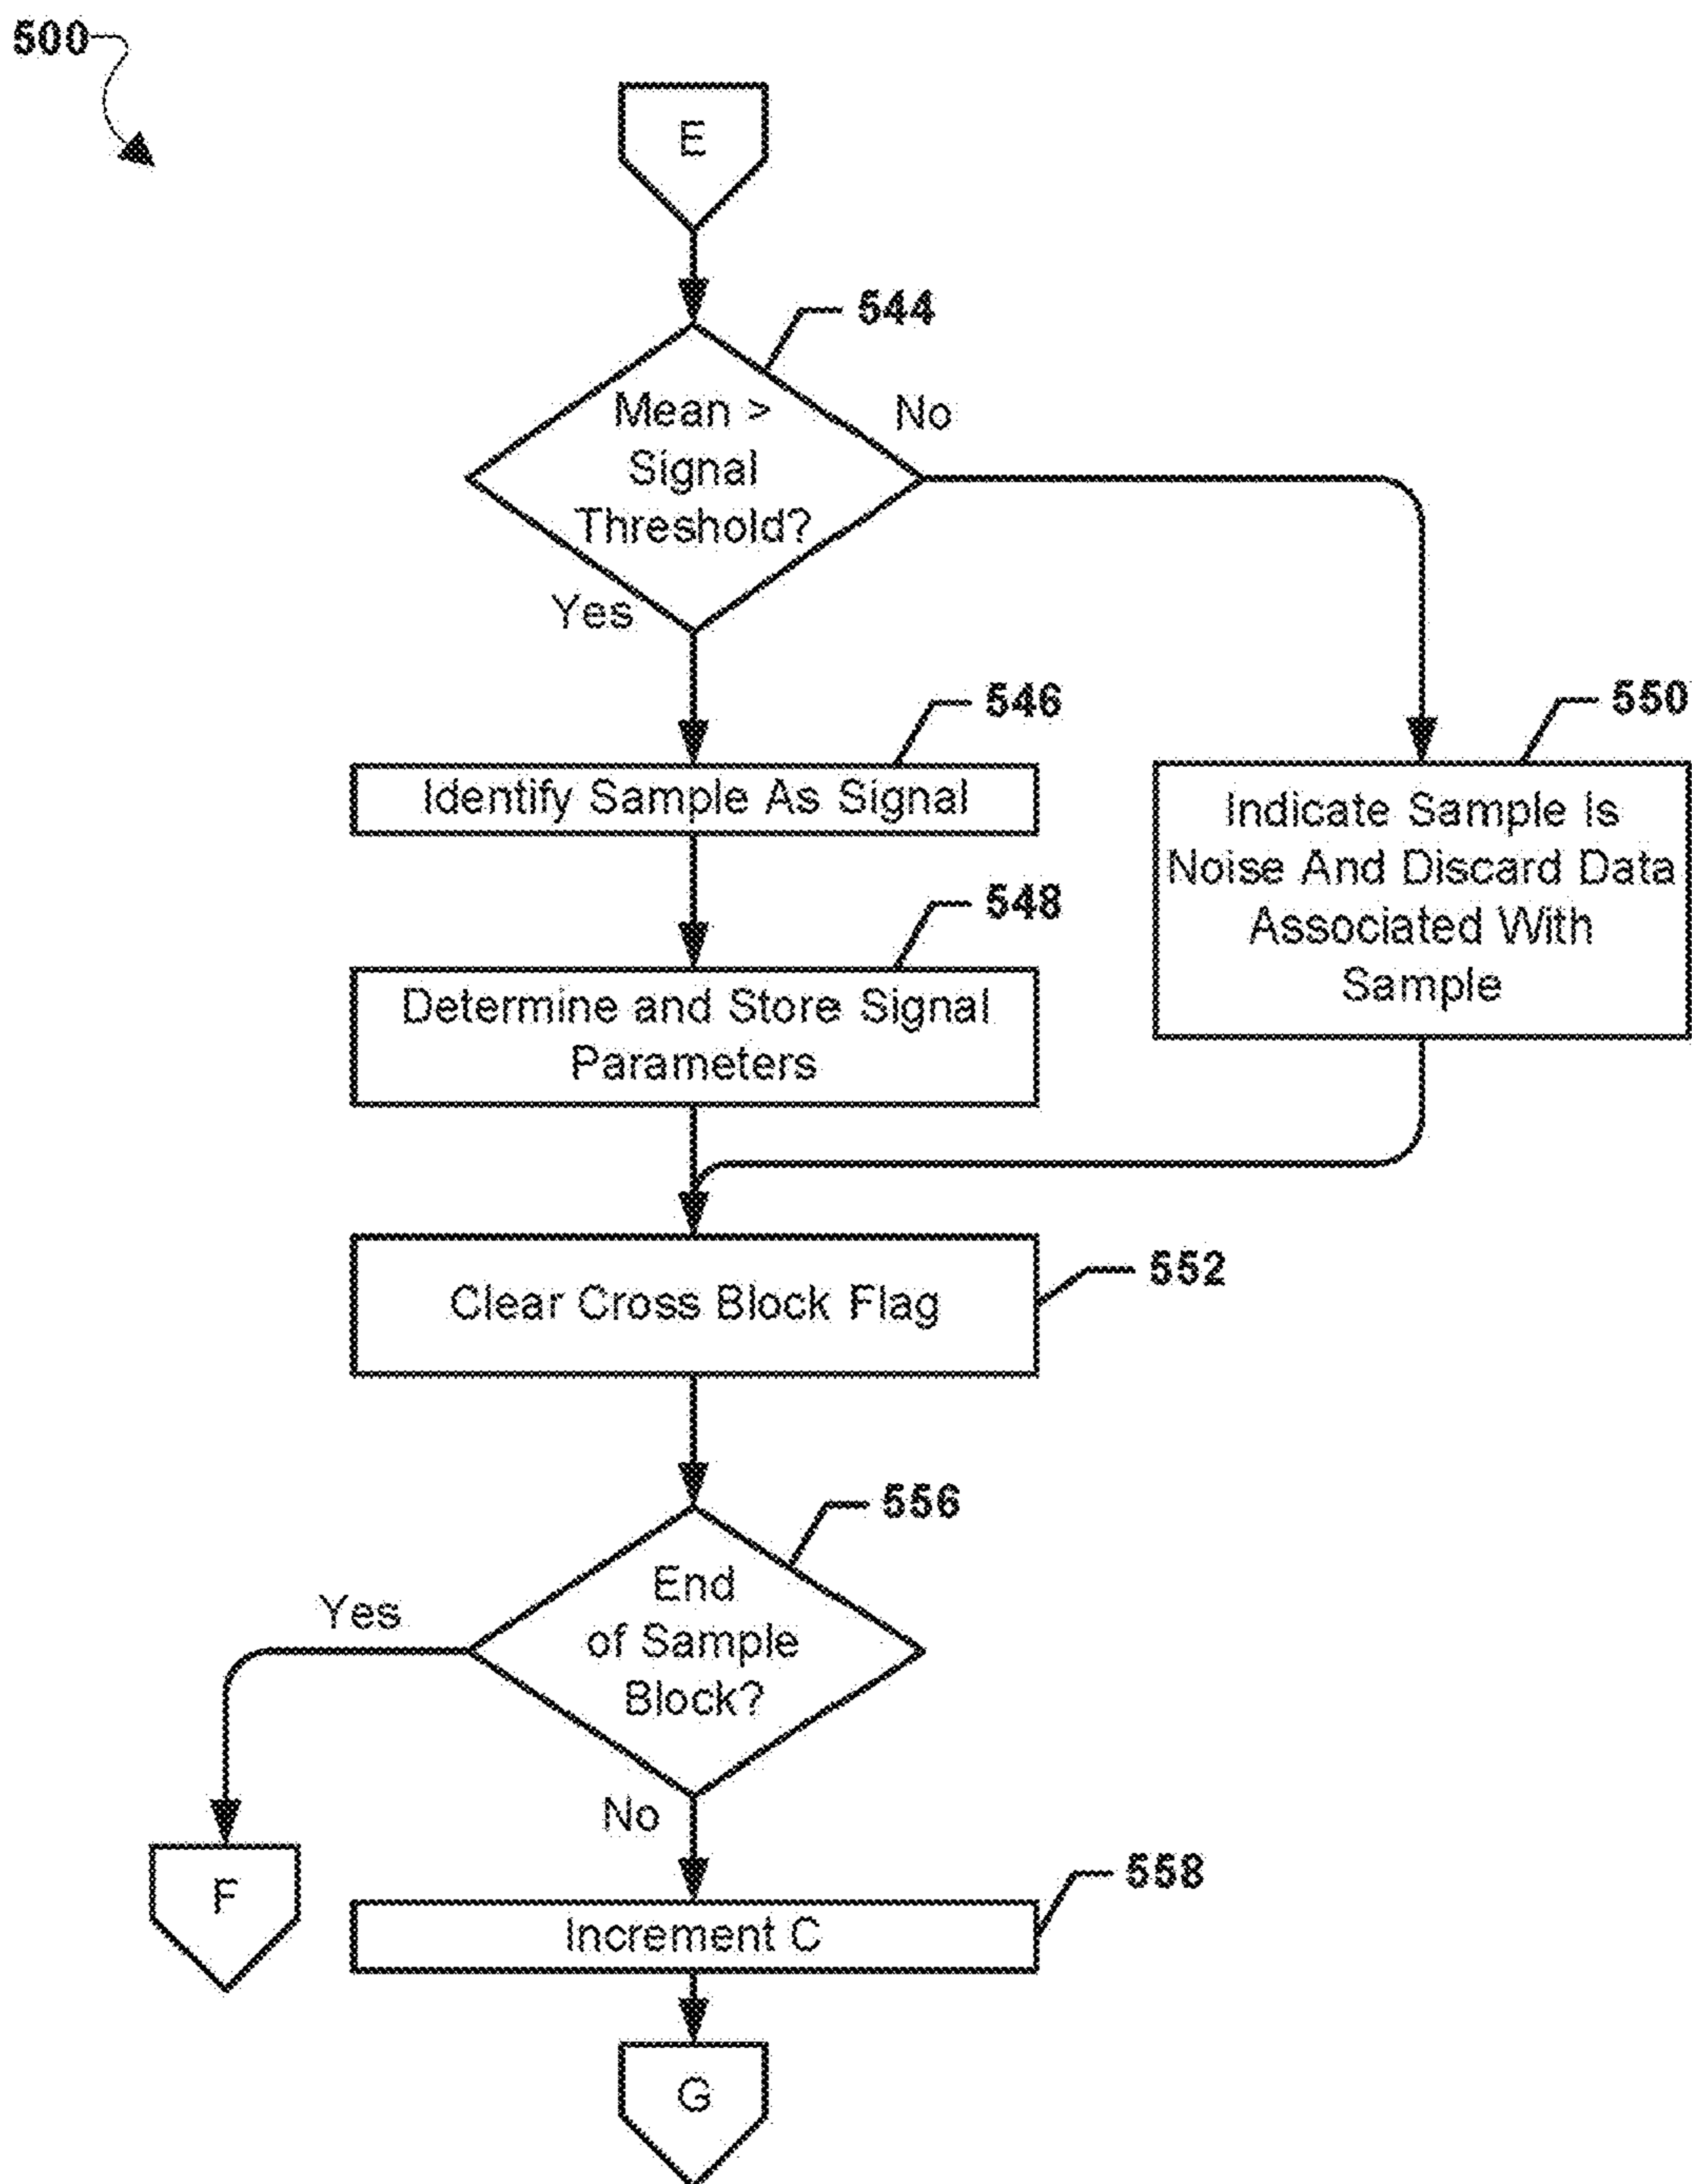 500
E
544
Mean >
Signal
Threshold?
No
Yes
546
Identify Sample As Signal
550
Indicate Sample Is
Noise And Discard Data
Associated With
Sample
548
Determine and Store Signal
Parameters
Clear Cross Block Flag
552
556
End
of Sample
Block?
Yes
No
F
558
Increment C
G